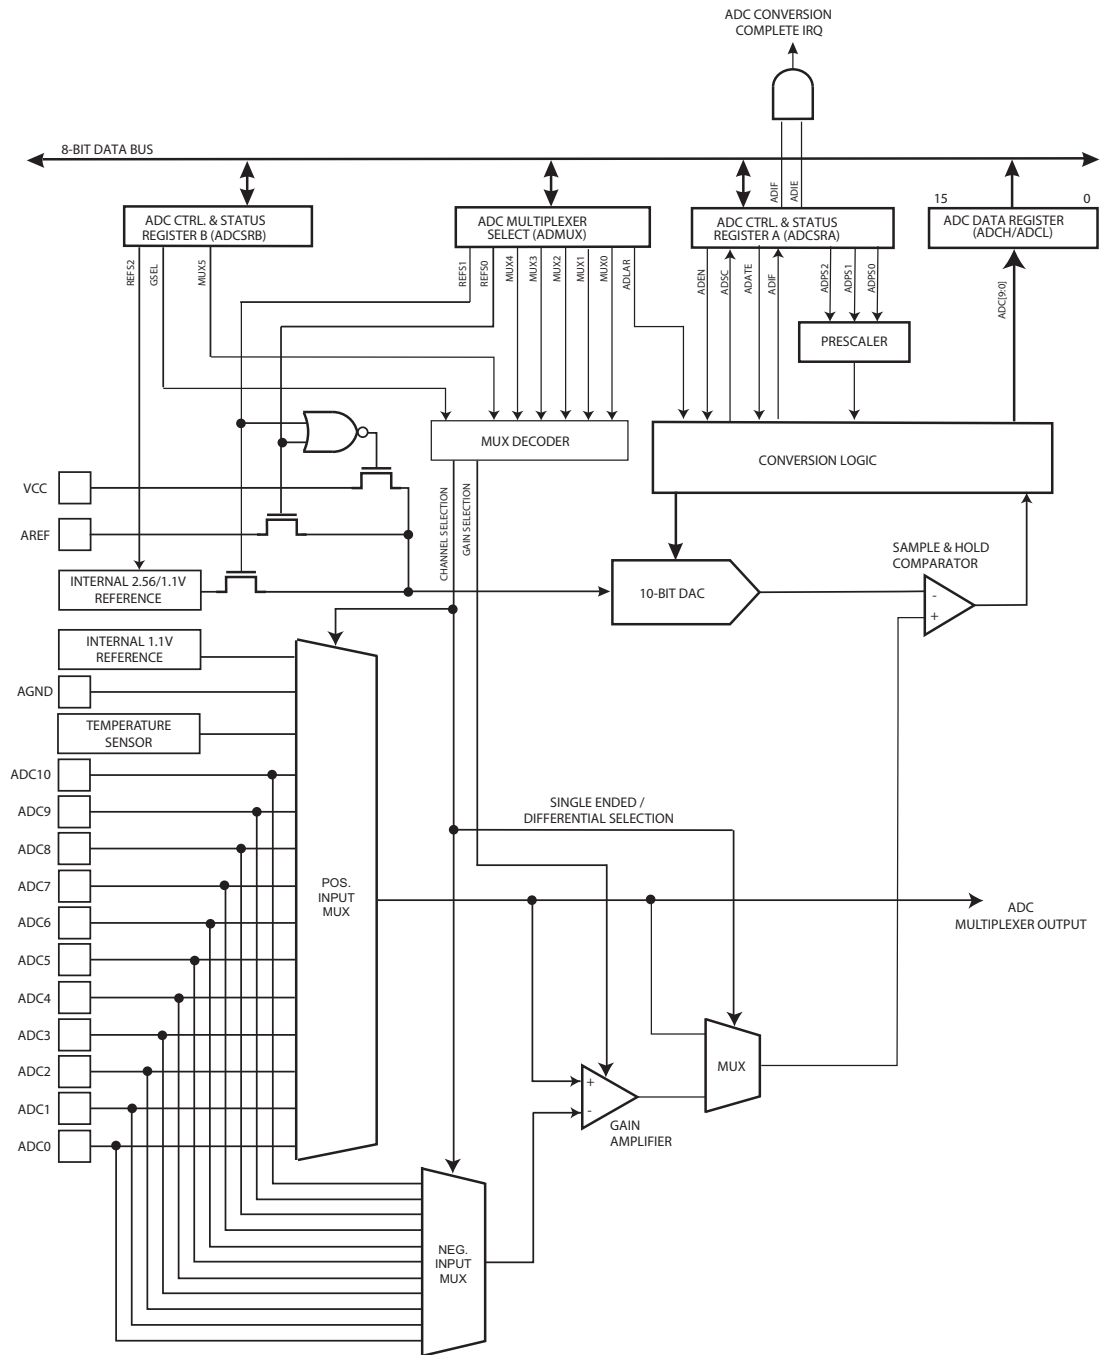 ADC CONVERSION
COMPLETE IRQ
8-BIT DATA BUS
ADIF
ADIE
15
0
ADC CTRL. & STATUS
REGISTER B (ADCSRB)
ADC MULTIPLEXER
SELECT (ADMUX)
ADC CTRL. & STATUS
REGISTER A (ADCSRA)
ADC DATA REGISTER
(ADCH/ADCL)
REFS2
GSEL
MUX5
REFS1
REFS0
MUX4
MUX3
MUX2
MUX1
MUX0
ADLAR
ADEN
ADSC
ADATE
ADIF
ADPS2
ADPS1
ADPS0
ADC[9:0]
PRESCALER
MUX DECODER
CONVERSION LOGIC
VCC
AREF
CHANNEL SELECTION
GAIN SELECTION
SAMPLE & HOLD
COMPARATOR
INTERNAL 2.56/1.1V
REFERENCE
10-BIT DAC
-
+
INTERNAL 1.1V
REFERENCE
AGND
TEMPERATURE
SENSOR
ADC10
ADC9
SINGLE ENDED /
DIFFERENTIAL SELECTION
ADC8
ADC7
POS.
INPUT
MUX
ADC6
ADC
MULTIPLEXER OUTPUT
ADC5
ADC4
ADC3
ADC2
MUX
+
-
ADC1
GAIN
AMPLIFIER
ADC0
NEG.
INPUT
MUX